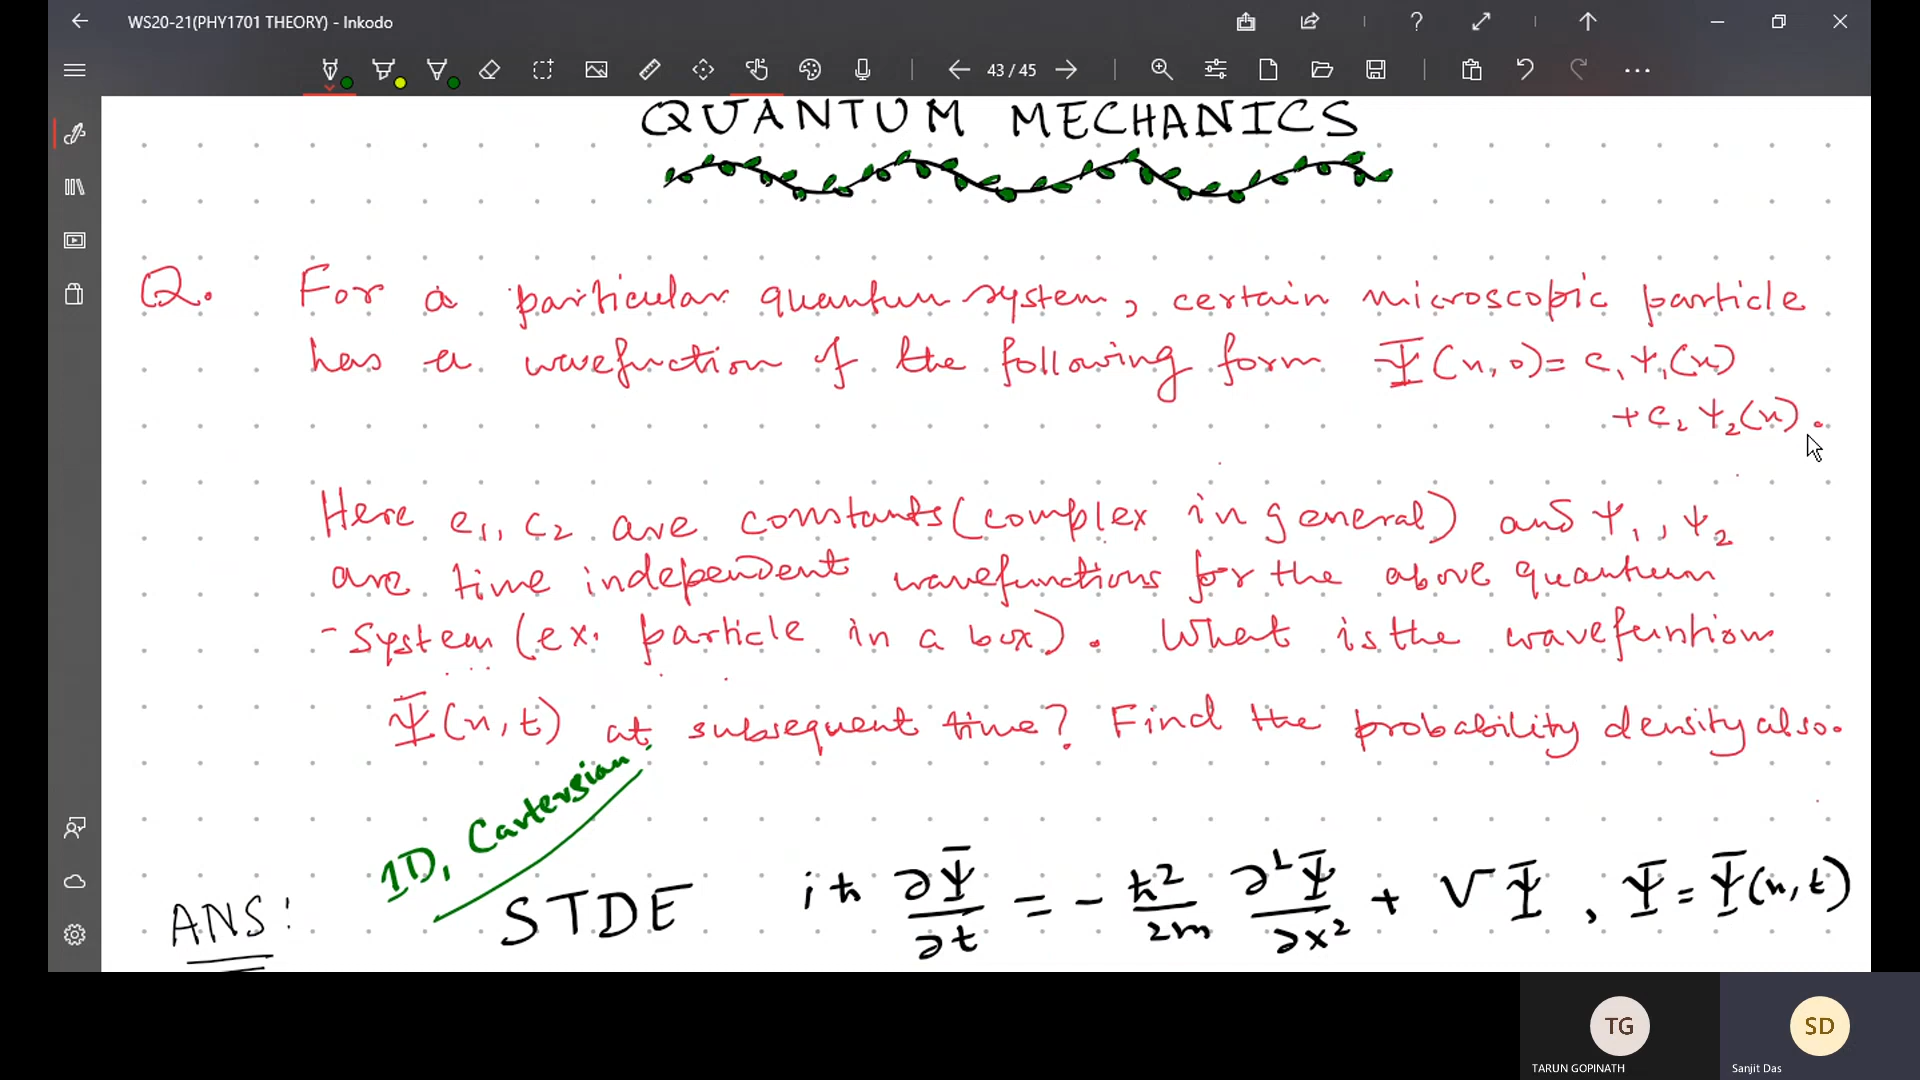 WS20-21(PHY1701 THEORY) - Inkodo
43 / 45
QUANTUM MECHANICS
Q. For a particular quantum system, certain microscopic particle
has a wavefunction of the following form Ψ(x,0)= c₁ψ₁(x)
+ c₂ψ₂(x).
Here c₁, c₂ are constants (complex in general) and ψ₁, ψ₂
are time independent wavefunctions for the above quantum
- system (ex. particle in a box). What is the wavefuntion
Ψ(x,t) at subsequent time? Find the probability density also.
1D, Cartersian
ANS: STDE iħ ∂Ψ/∂t = - ħ²/2m ∂²Ψ/∂x² + VΨ, Ψ = Ψ(x,t)
TG
SD
TARUN GOPINATH
Sanjit Das